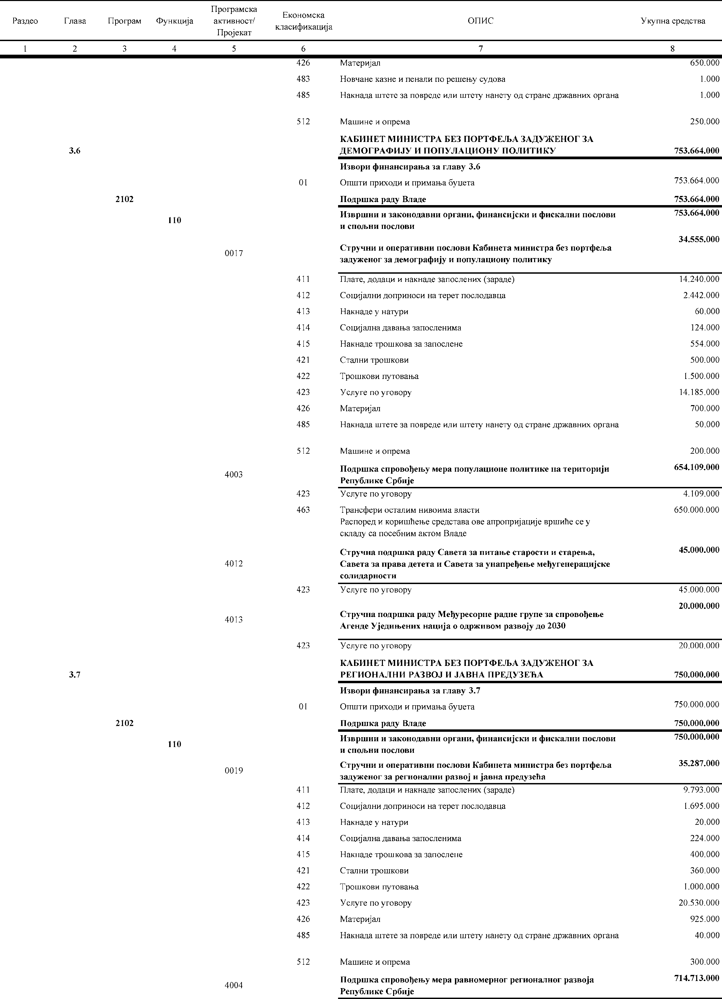 Раздео Глава Програм Функција Програмска активност/ Пројекат Економска класификација ОПИС Укупна средства
1 2 3 4 5 6 7 8
426 Материјал 650.000
483 Новчане казне и пенали по решењу судова 1.000
485 Накнада штете за повреде или штету нанету од стране државних органа 1.000
512 Машине и опрема 250.000
КАБИНЕТ МИНИСТРА БЕЗ ПОРТФЕЉА ЗАДУЖЕНОГ ЗА
3.6 ДЕМОГРАФИЈУ И ПОПУЛАЦИОНУ ПОЛИТИКУ 753.664.000
Извори финансирања за главу 3.6
01 Општи приходи и примања буџета 753.664.000
2102 Подршка раду Владе 753.664.000
110 Извршни и законодавни органи, финансијски и фискални послови 753.664.000
и спољни послови
34.555.000
0017 Стручни и оперативни послови Кабинета министра без портфеља
задуженог за демографију и популациону политику
411 Плате, додаци и накнаде запослених (зараде) 14.240.000
412 Социјални доприноси на терет послодавца 2.442.000
413 Накнаде у натури 60.000
414 Социјална давања запосленима 124.000
415 Накнаде трошкова за запослене 554.000
421 Стални трошкови 500.000
422 Трошкови путовања 1.500.000
423 Услуге по уговору 14.185.000
426 Материјал 700.000
485 Накнада штете за повреде или штету нанету од стране државних органа 50.000
512 Машине и опрема 200.000
4003 Подршка спровођењу мера популационе политике на територији 654.109.000
Републике Србије
423 Услуге по уговору 4.109.000
463 Трансфери осталим нивоима власти 650.000.000
Распоред и коришћење средстава ове апропријације вршиће се у
складу са посебним актом Владе
Стручна подршка раду Савета за питање старости и старења, 45.000.000
4012 Савета за права детета и Савета за унапређење међугенерацијске
солидарности
423 Услуге по уговору 45.000.000
20.000.000
4013 Стручна подршка раду Међуресорне радне групе за спровођење
Агенде Уједињених нација о одрживом развоју до 2030
423 Услуге по уговору 20.000.000
КАБИНЕТ МИНИСТРА БЕЗ ПОРТФЕЉА ЗАДУЖЕНОГ ЗА
3.7 РЕГИОНАЛНИ РАЗВОЈ И ЈАВНА ПРЕДУЗЕЋА 750.000.000
Извори финансирања за главу 3.7
01 Општи приходи и примања буџета 750.000.000
2102 Подршка раду Владе 750.000.000
110 Извршни и законодавни органи, финансијски и фискални послови 750.000.000
и спољни послови
0019 Стручни и оперативни послови Кабинета министра без портфеља 35.287.000
задуженог за регионални развој и јавна предузећа
411 Плате, додаци и накнаде запослених (зараде) 9.793.000
412 Социјални доприноси на терет послодавца 1.695.000
413 Накнаде у натури 20.000
414 Социјална давања запосленима 224.000
415 Накнаде трошкова за запослене 400.000
421 Стални трошкови 360.000
422 Трошкови путовања 1.000.000
423 Услуге по уговору 20.530.000
426 Материјал 925.000
485 Накнада штете за повреде или штету нанету од стране државних органа 40.000
512 Машине и опрема 300.000
4004 Подршка спровођењу мера равномерног регионалног развоја 714.713.000
Републике Србије